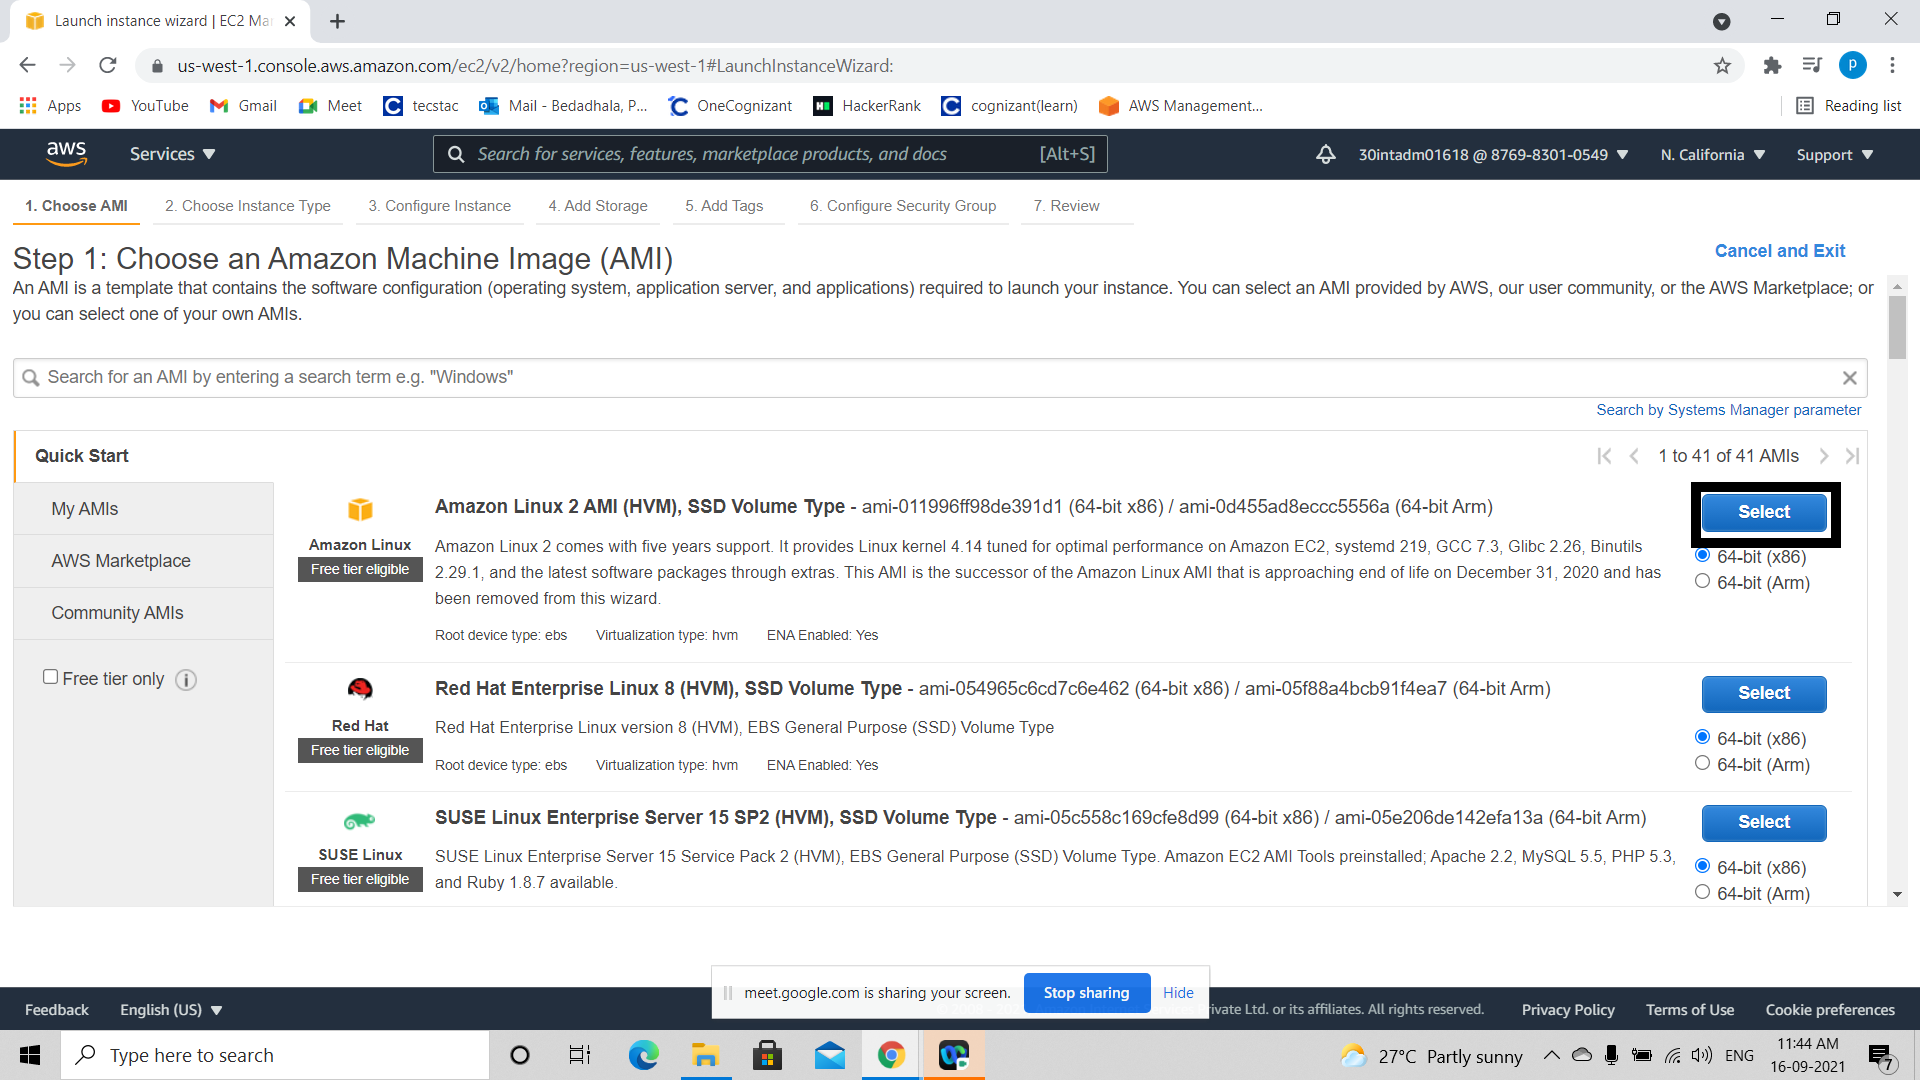 Launch instance wizard | EC2 Mar
us-west-1.console.aws.amazon.com/ec2/v2/home?region=us-west-1#LaunchInstanceWizard:
P
Apps YouTube Gmail Meet tecstac Mail - Bedadhala, P... OneCognizant HackerRank cognizant(learn) AWS Management... Reading list
aws Services Search for services, features, marketplace products, and docs [Alt+S] 30intadm01618 @ 8769-8301-0549 N. California Support
1. Choose AMI 2. Choose Instance Type 3. Configure Instance 4. Add Storage 5. Add Tags 6. Configure Security Group 7. Review
Step 1: Choose an Amazon Machine Image (AMI) Cancel and Exit
An AMI is a template that contains the software configuration (operating system, application server, and applications) required to launch your instance. You can select an AMI provided by AWS, our user community, or the AWS Marketplace; or
you can select one of your own AMIs.
Search for an AMI by entering a search term e.g. "Windows"
Search by Systems Manager parameter
Quick Start 1 to 41 of 41 AMIs
My AMIs
AWS Marketplace
Community AMIs
Free tier only i
Amazon Linux
Free tier eligible
Amazon Linux 2 AMI (HVM), SSD Volume Type - ami-011996ff98de391d1 (64-bit x86) / ami-0d455ad8eccc5556a (64-bit Arm)
Amazon Linux 2 comes with five years support. It provides Linux kernel 4.14 tuned for optimal performance on Amazon EC2, systemd 219, GCC 7.3, Glibc 2.26, Binutils
2.29.1, and the latest software packages through extras. This AMI is the successor of the Amazon Linux AMI that is approaching end of life on December 31, 2020 and has
been removed from this wizard.
Root device type: ebs Virtualization type: hvm ENA Enabled: Yes
Select
64-bit (x86)
64-bit (Arm)
Red Hat
Free tier eligible
Red Hat Enterprise Linux 8 (HVM), SSD Volume Type - ami-054965c6cd7c6e462 (64-bit x86) / ami-05f88a4bcb91f4ea7 (64-bit Arm)
Red Hat Enterprise Linux version 8 (HVM), EBS General Purpose (SSD) Volume Type
Root device type: ebs Virtualization type: hvm ENA Enabled: Yes
Select
64-bit (x86)
64-bit (Arm)
SUSE Linux
Free tier eligible
SUSE Linux Enterprise Server 15 SP2 (HVM), SSD Volume Type - ami-05c558c169cfe8d99 (64-bit x86) / ami-05e206de142efa13a (64-bit Arm)
SUSE Linux Enterprise Server 15 Service Pack 2 (HVM), EBS General Purpose (SSD) Volume Type. Amazon EC2 AMI Tools preinstalled; Apache 2.2, MySQL 5.5, PHP 5.3,
and Ruby 1.8.7 available.
Select
64-bit (x86)
64-bit (Arm)
meet.google.com is sharing your screen. Stop sharing Hide
Feedback English (US) Ltd. or its affiliates. All rights reserved. Privacy Policy Terms of Use Cookie preferences
Type here to search 27°C Partly sunny ENG 11:44 AM
16-09-2021 7